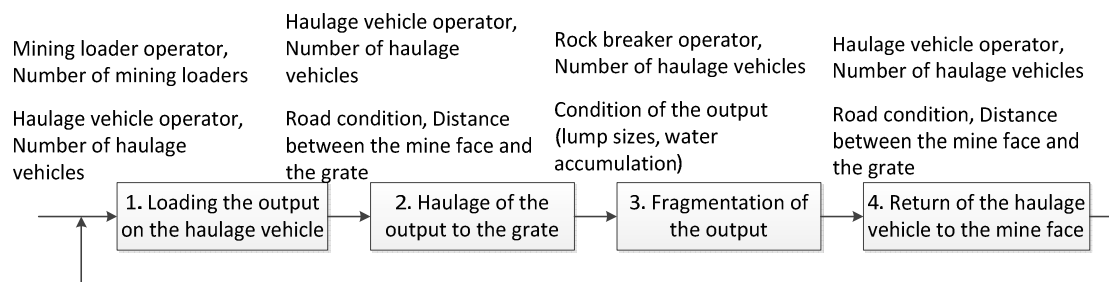 Mining loader operator,
Number of mining loaders
Haulage vehicle operator,
Number of haulage
vehicles
Haulage vehicle operator,
Number of haulage
vehicles
Road condition, Distance
between the mine face and
the grate
Rock breaker operator,
Number of haulage vehicles
Condition of the output
(lump sizes, water
accumulation)
Haulage vehicle operator,
Number of haulage vehicles
Road condition, Distance
between the mine face and
the grate
1. Loading the output
on the haulage vehicle
2. Haulage of the
output to the grate
3. Fragmentation of
the output
4. Return of the haulage
vehicle to the mine face